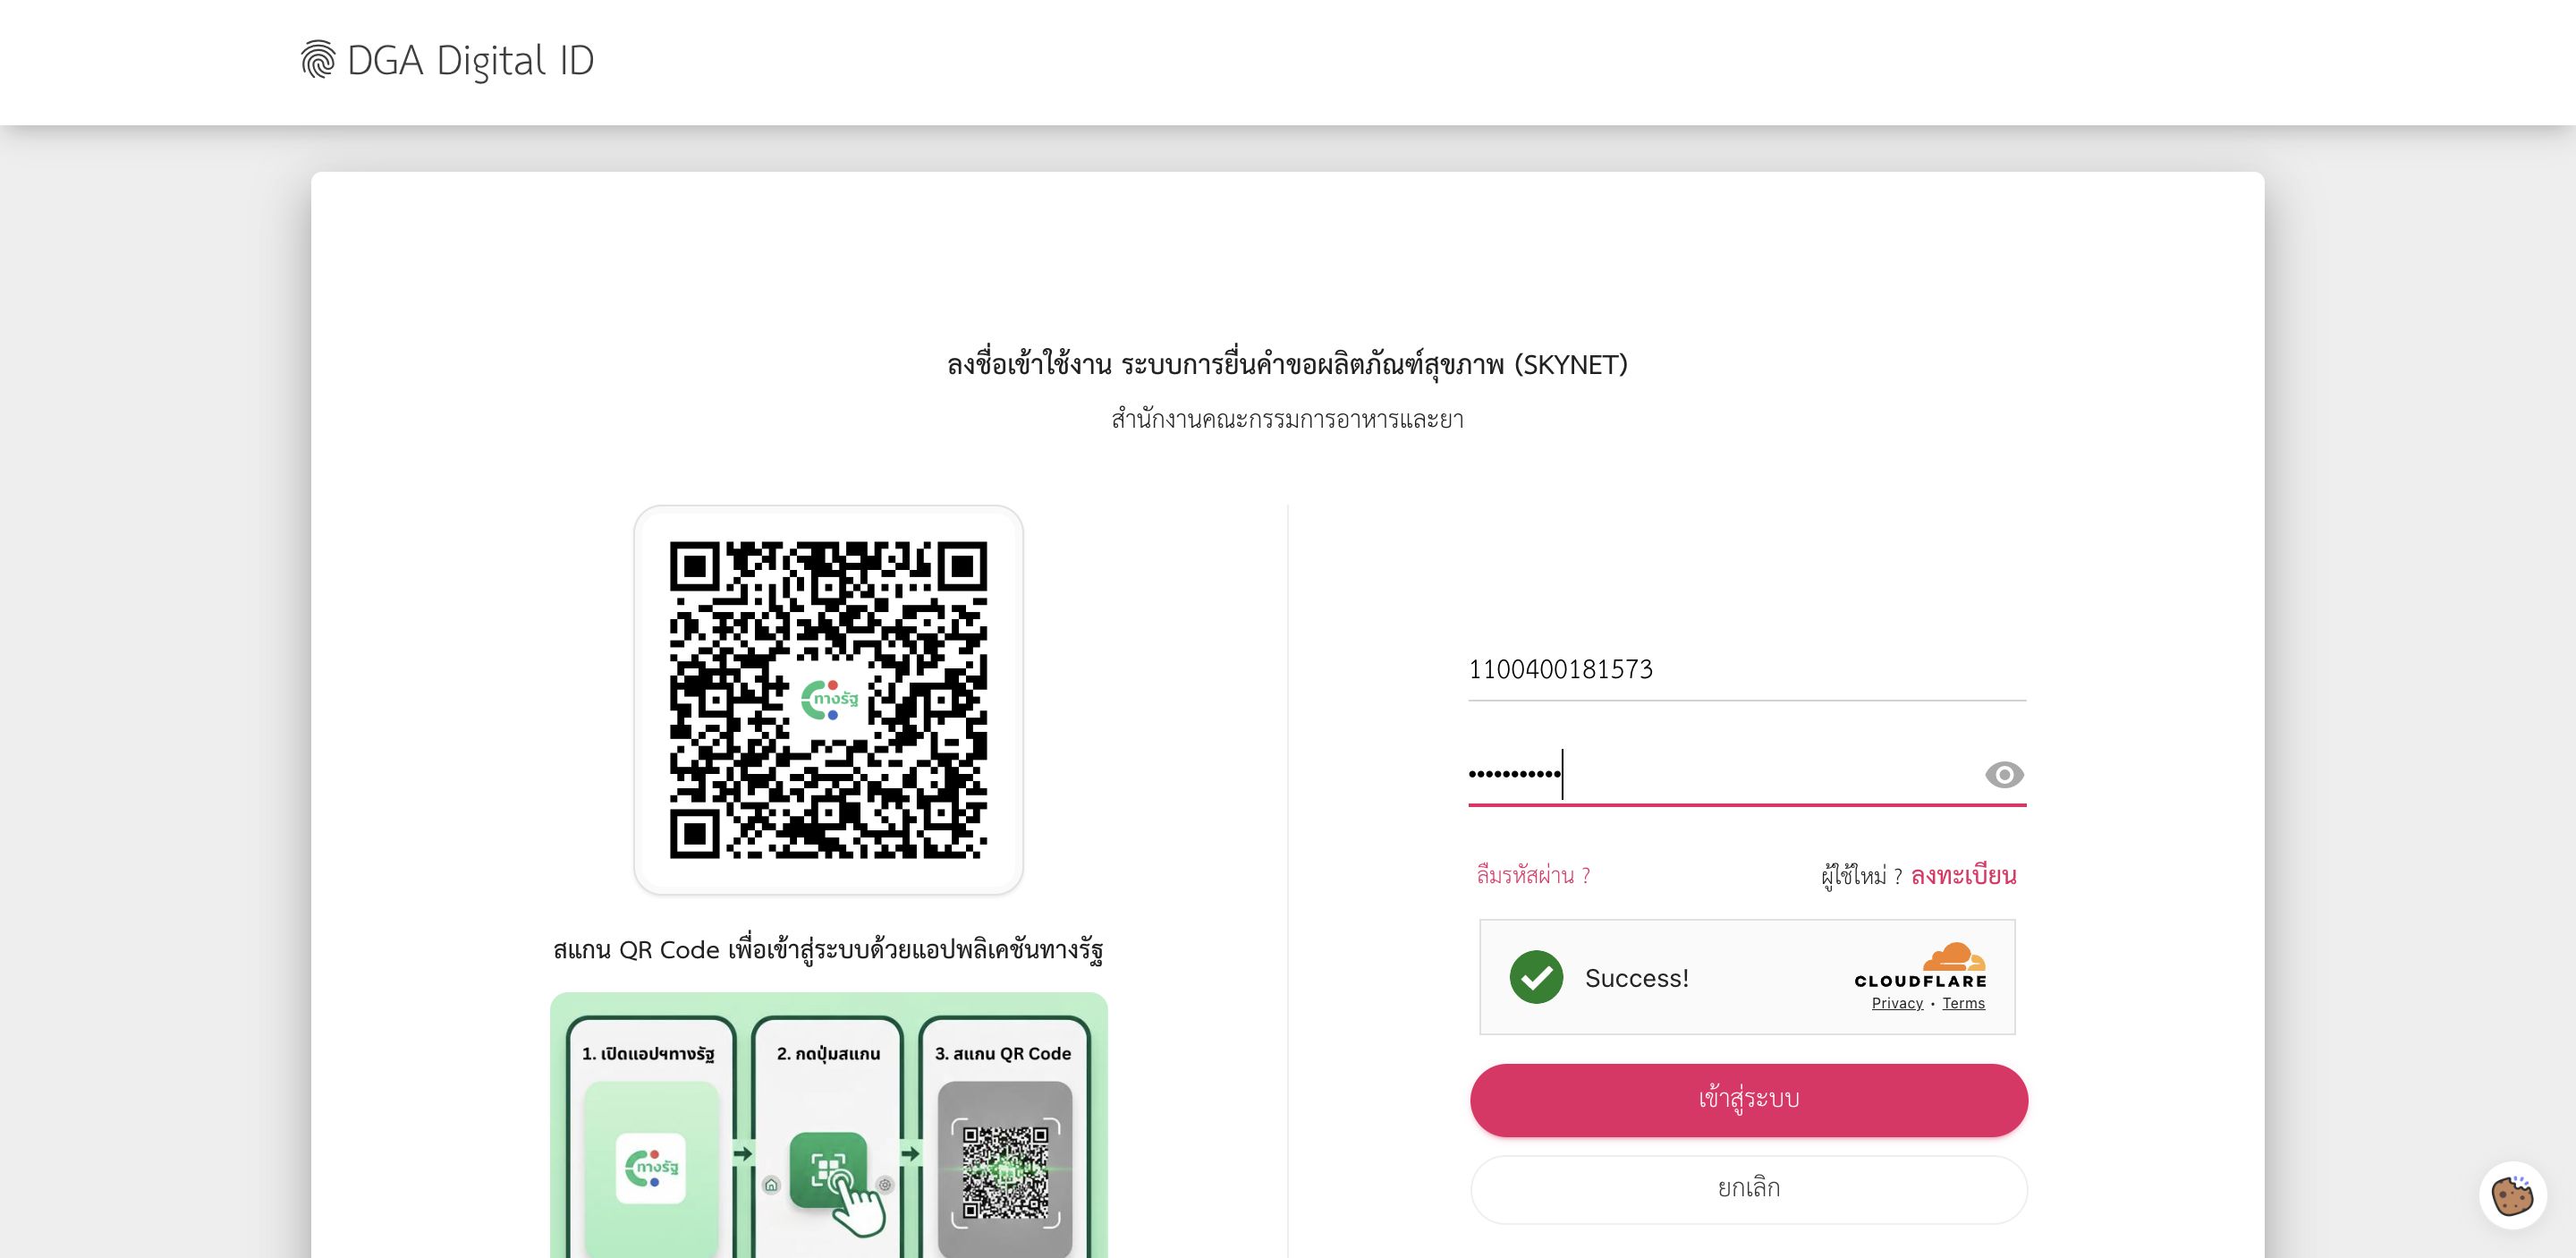 DGA Digital ID
ลงชื่อเข้าใช้งาน ระบบการยื่นคำขอผลิตภัณฑ์สุขภาพ (SKYNET)
สำนักงานคณะกรรมการอาหารและยา
ทางรัฐ
สแกน QR Code เพื่อเข้าสู่ระบบด้วยแอปพลิเคชันทางรัฐ
1. เปิดแอปฯทางรัฐ
2. กดปุ่มสแกน
3. สแกน QR Code
ทางรัฐ
1100400181573
•••••••••••
ลืมรหัสผ่าน ?
ผู้ใช้ใหม่ ? ลงทะเบียน
Success!
CLOUDFLARE
Privacy • Terms
เข้าสู่ระบบ
ยกเลิก